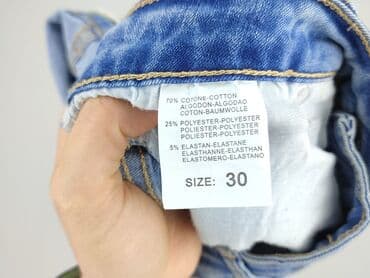 70% COTONE-COTTON
ALGODON-ALGODAO
COTON-BAUMWOLLE
25% POLYESTER-POLYESTER
POLIESTER-POLYESTER
POLIESTER-POLIESTER
5% ELASTAN-ELASTANE
ELASTHANNE-ELASTHAN
ELASTOMERO-ELASTANO
SIZE: 30